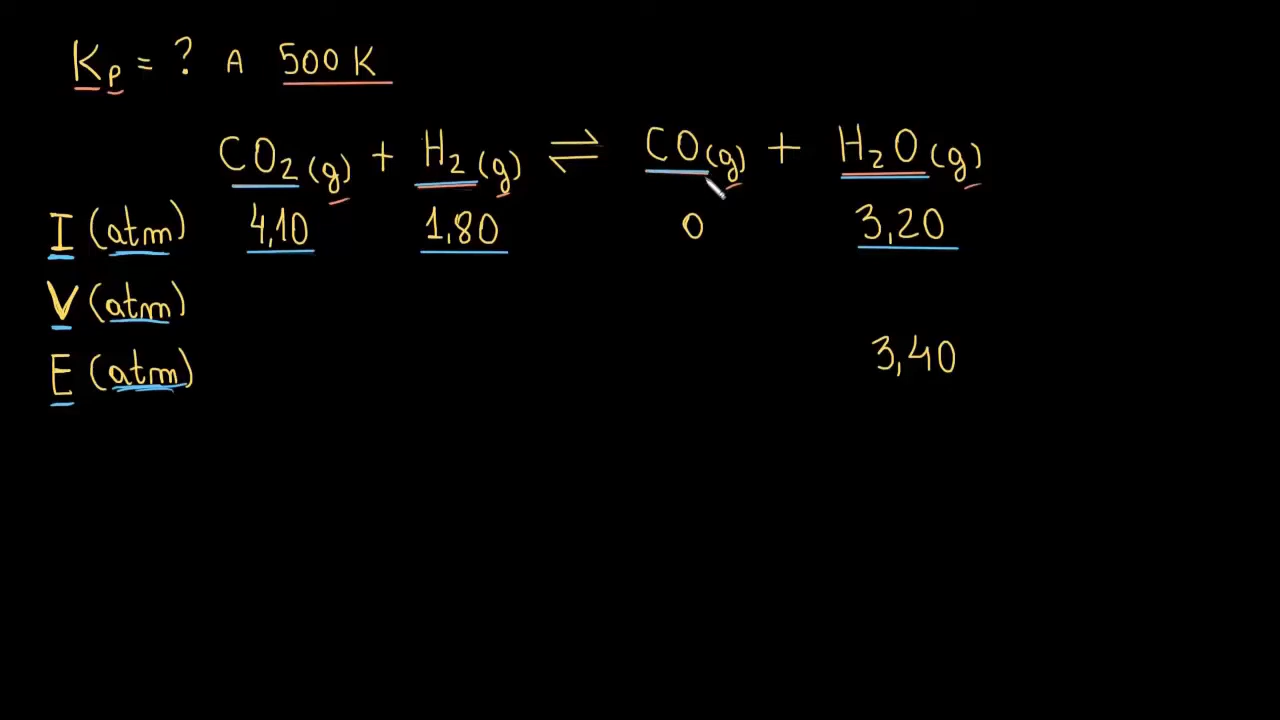 Kp = ? A 500 K
CO₂(g) + H₂(g) ⇌ CO(g) + H₂O(g)
I (atm) 4,10 1,80 0 3,20
V (atm)
E (atm) 3,40